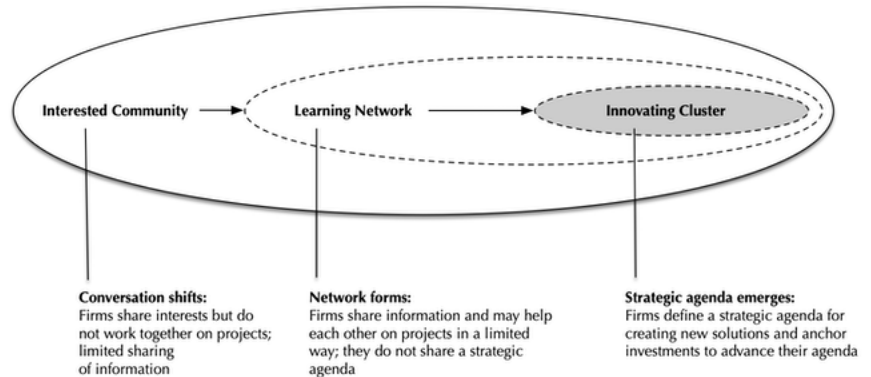 Interested Community
Learning Network
Innovating Cluster
Conversation shifts:
Firms share interests but do
not work together on projects;
limited sharing
of information
Network forms:
Firms share information and may help
each other on projects in a limited
way; they do not share a strategic
agenda
Strategic agenda emerges:
Firms define a strategic agenda for
creating new solutions and anchor
investments to advance their agenda